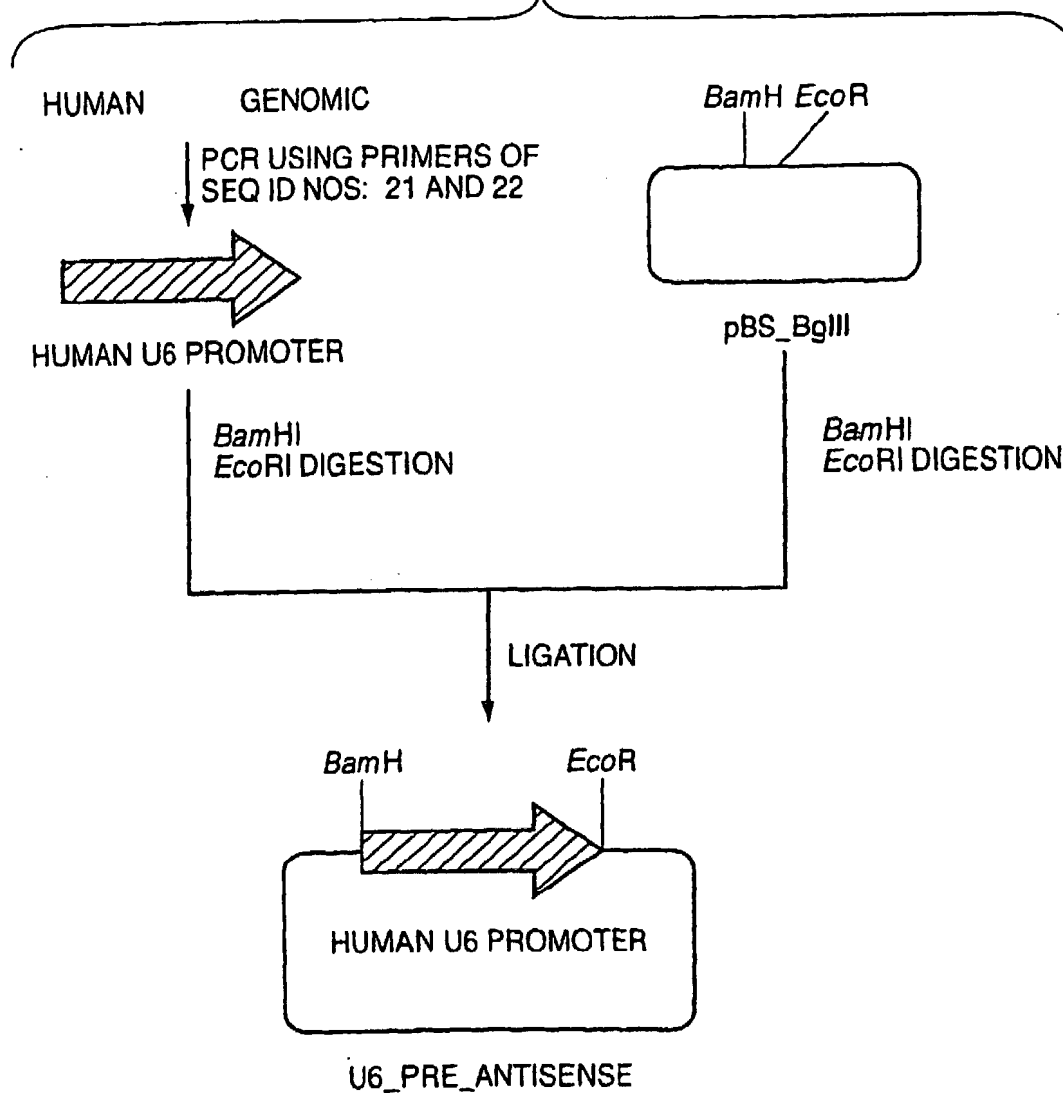 HUMAN GENOMIC
PCR USING PRIMERS OF
SEQ ID NOS: 21 AND 22
HUMAN U6 PROMOTER
BamHI
EcoRI DIGESTION
BamH EcoR
pBS_BglII
BamHI
EcoRI DIGESTION
LIGATION
BamH EcoR
HUMAN U6 PROMOTER
U6_PRE_ANTISENSE